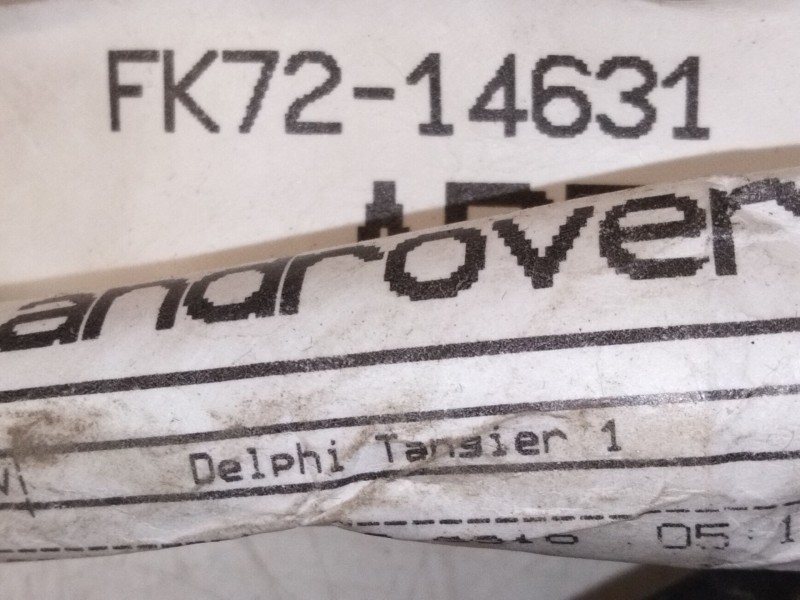 FK72-14631
androver
Delphi Tangier 1
05:1